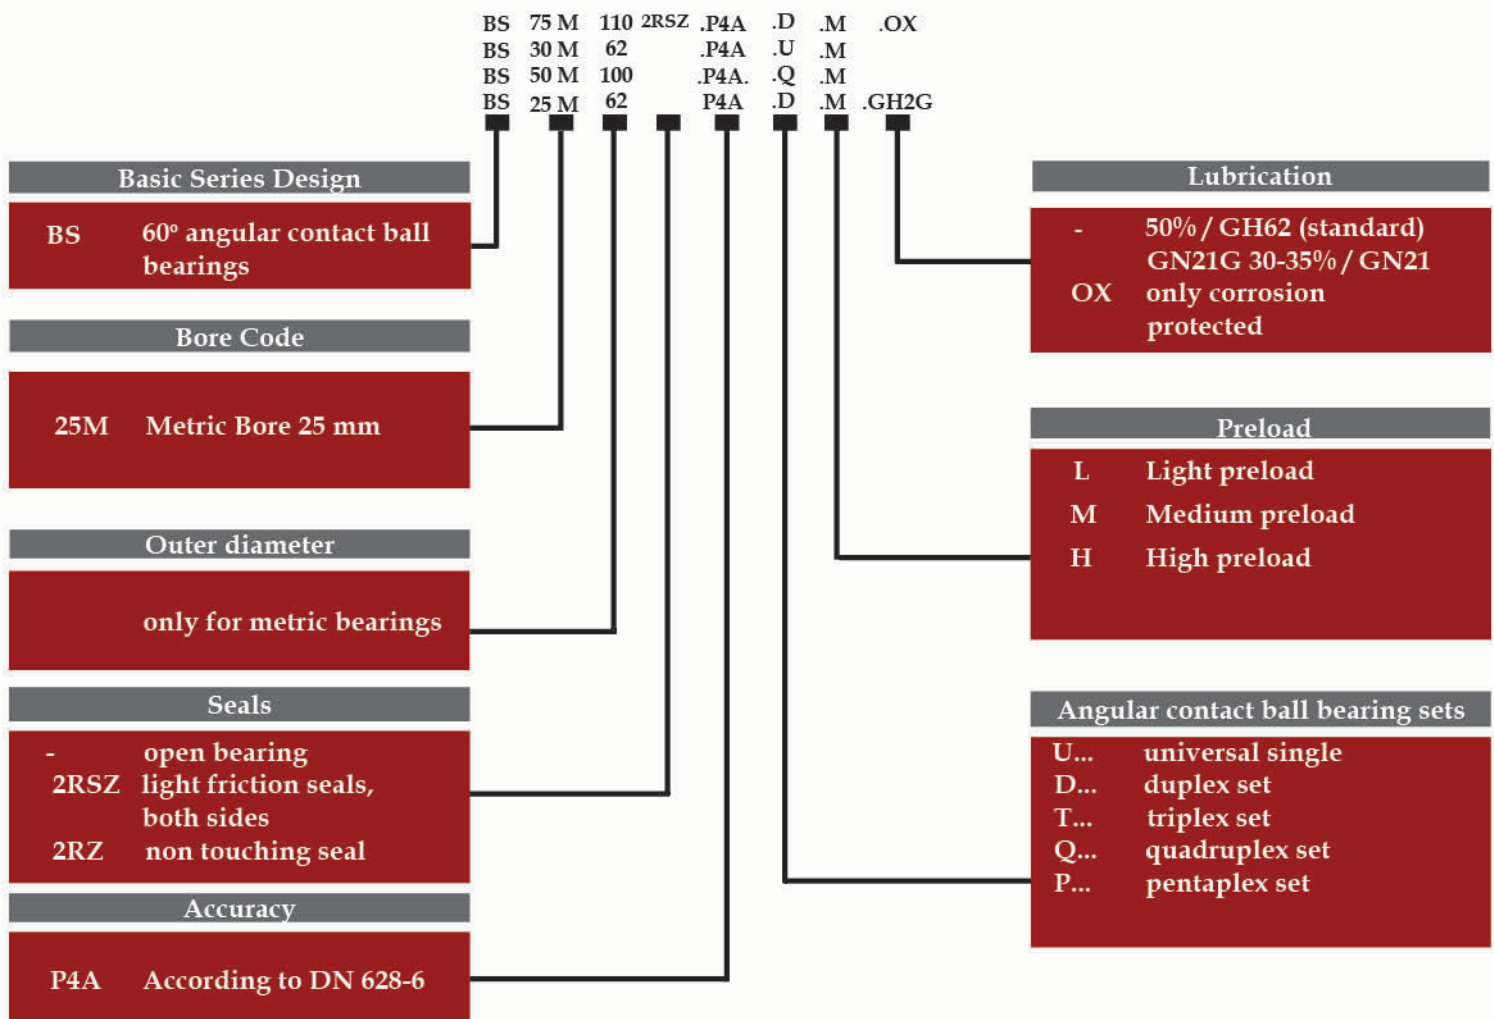 BS 75 M 110 2RSZ .P4A .D .M .OX
BS 30 M 62 .P4A .U .M
BS 50 M 100 .P4A. .Q .M
BS 25 M 62 P4A .D .M .GH2G
Basic Series Design
BS 60º angular contact ball
bearings
Bore Code
25M Metric Bore 25 mm
Outer diameter
only for metric bearings
Seals
- open bearing
2RSZ light friction seals,
both sides
2RZ non touching seal
Accuracy
P4A According to DN 628-6
Lubrication
- 50% / GH62 (standard)
GN21G 30-35% / GN21
OX only corrosion
protected
Preload
L Light preload
M Medium preload
H High preload
Angular contact ball bearing sets
U... universal single
D... duplex set
T... triplex set
Q... quadruplex set
P... pentaplex set